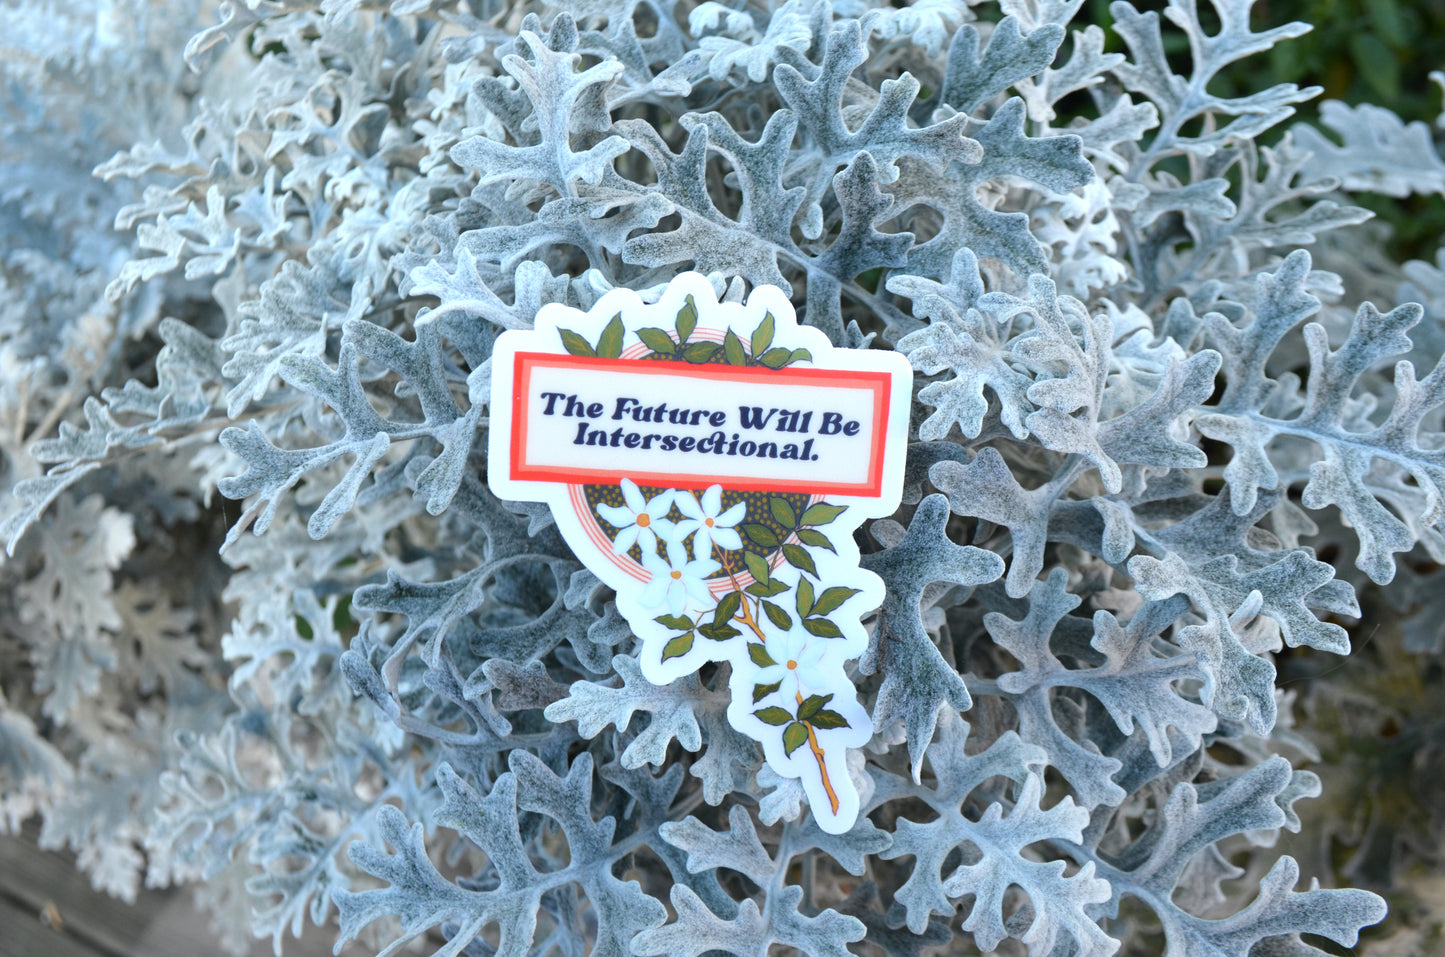 The Future Will Be
Intersectional.